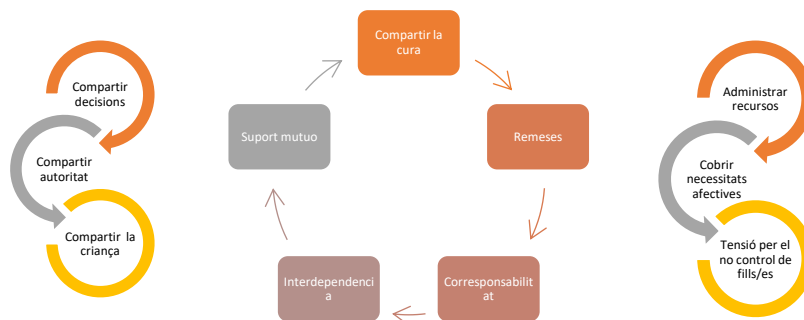 Compartir
decisions
Compartir
autoritat
Compartir  la
criança
Compartir la
cura
Remeses
Corresponsabilit
at
Interdependenci
a
Suport mutuo
Administrar
recursos
Cobrir
necessitats
afectives
Tensió per el
no control de
fills/es